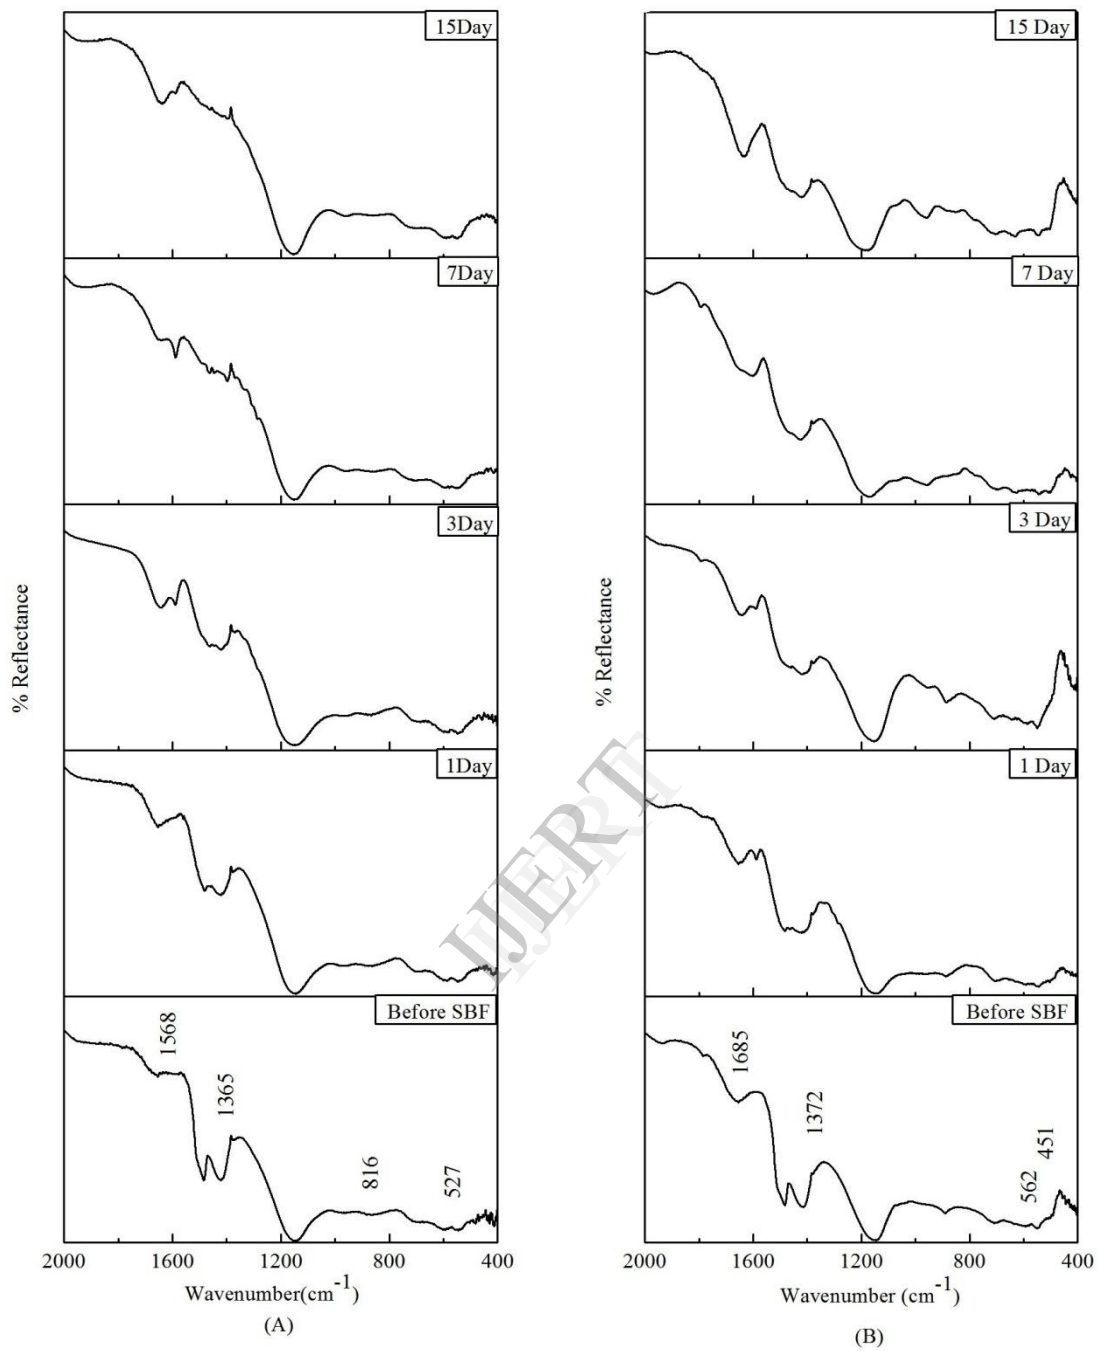 15Day
7Day
3Day
1Day
Before SBF
1568
1365
816
527
2000
1600
1200
800
400
% Reflectance
Wavenumber(cm-1)
(A)
15 Day
7 Day
3 Day
1 Day
Before SBF
1685
1372
562
451
2000
1600
1200
800
400
% Reflectance
Wavenumber (cm-1)
(B)
IJERT